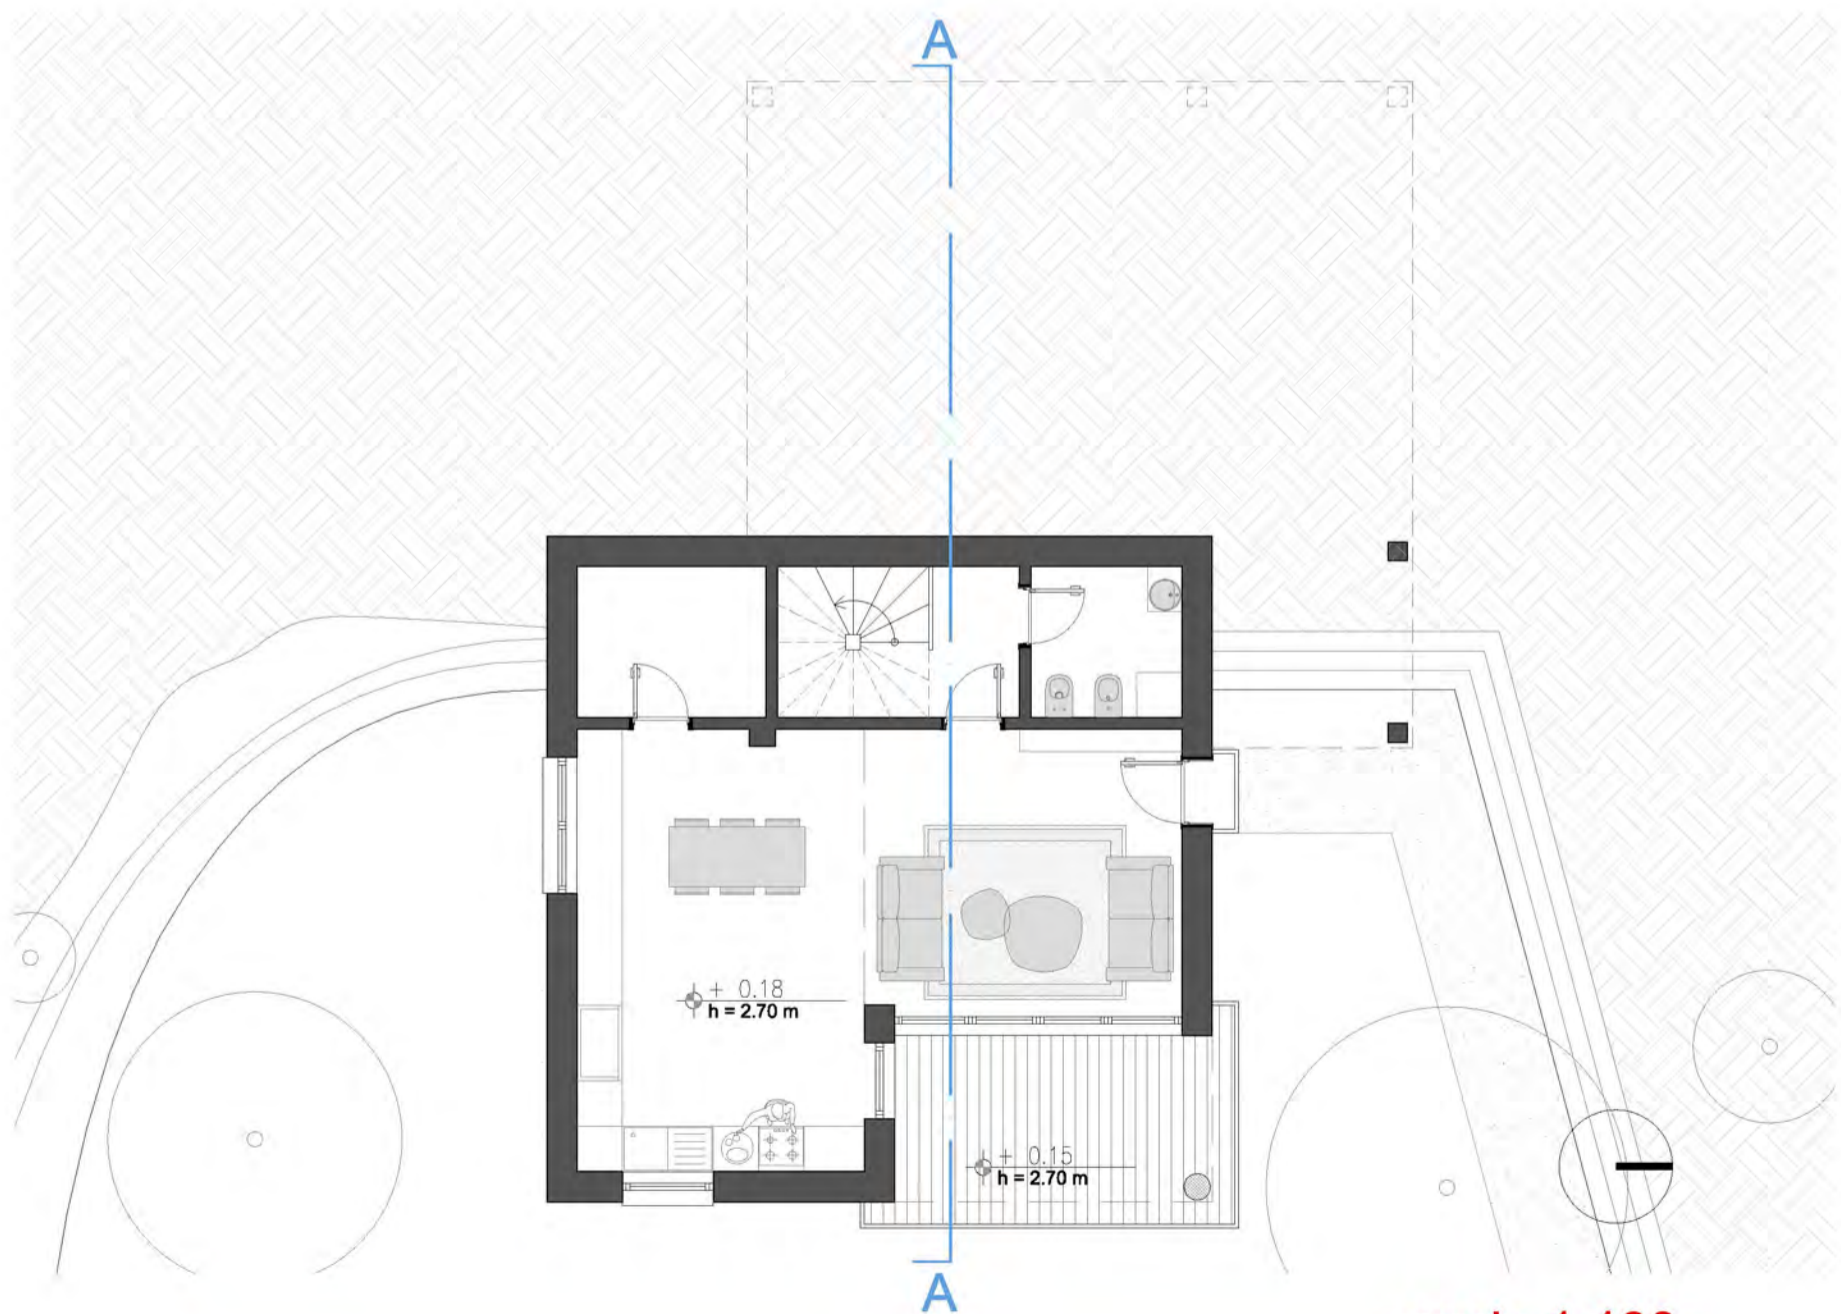 A
+ 0.18
h = 2.70 m
+ 0.15
h = 2.70 m
A